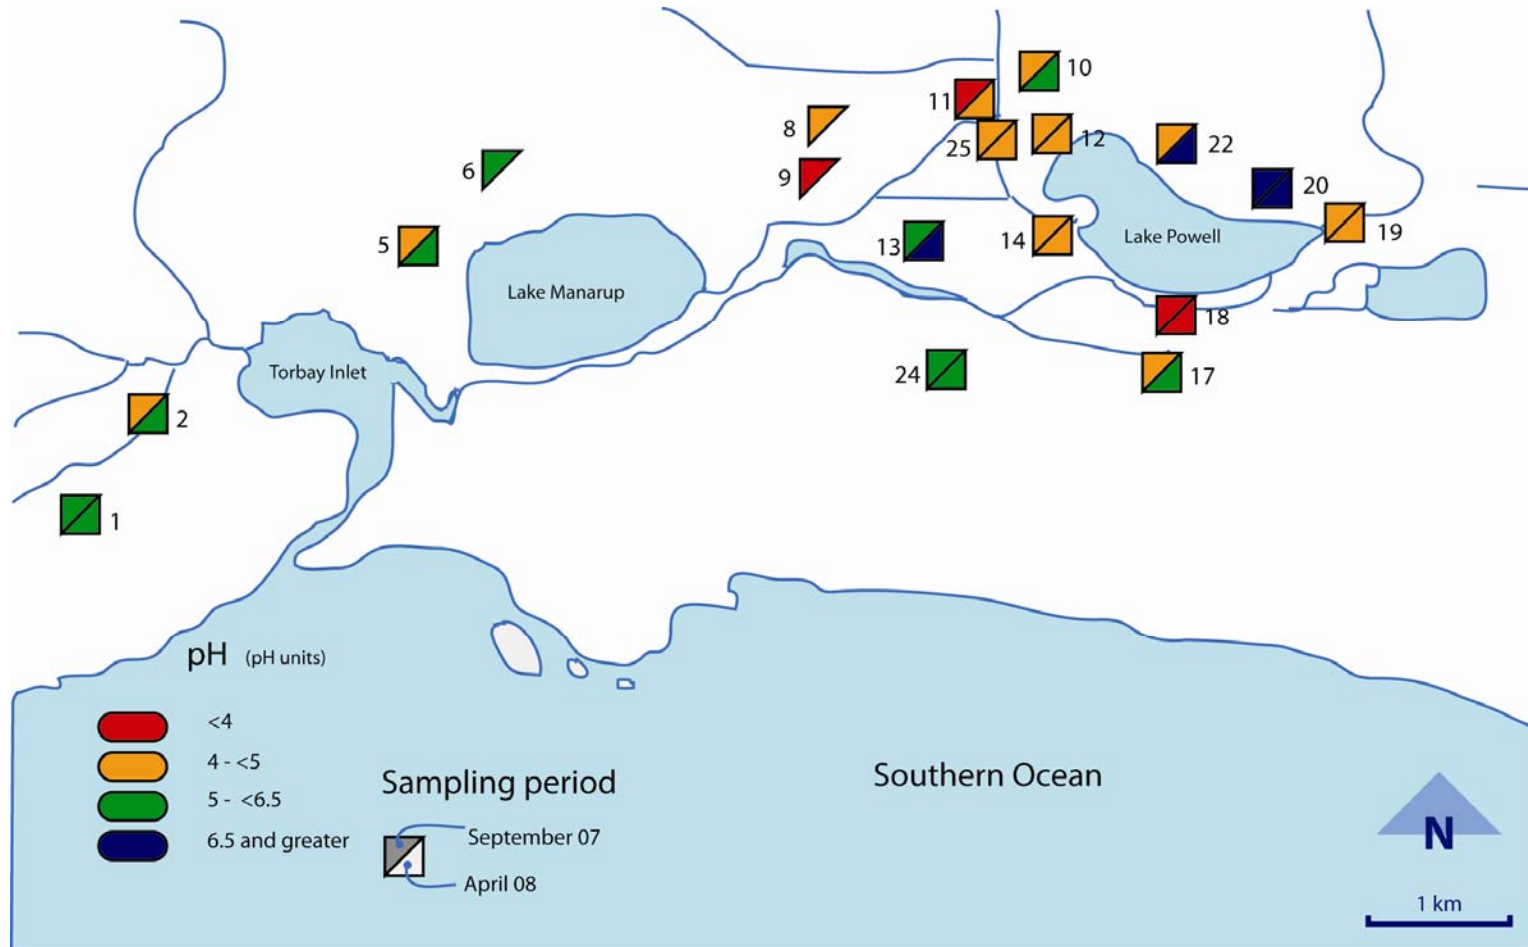 10
11
8
12
25
22
6
9
20
19
5
13
14
Lake Powell
Lake Manarup
18
Torbay Inlet
24
17
2
1
pH (pH units)
<4
4 - <5
5 - <6.5
6.5 and greater
Sampling period
September 07
April 08
Southern Ocean
N
1 km